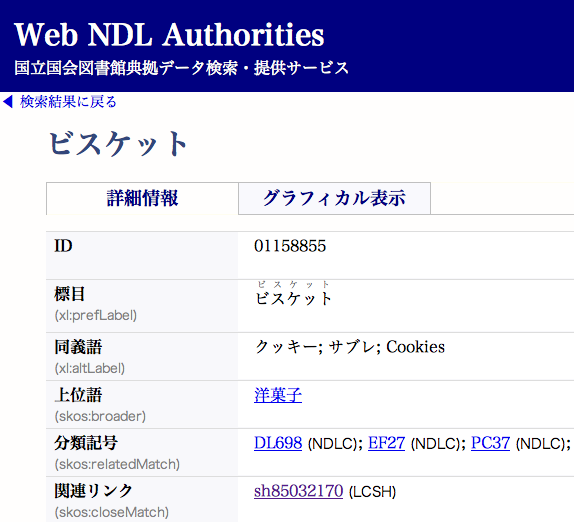 Web NDL Authorities
国立国会図書館典拠データ検索・提供サービス
◀ 検索結果に戻る
ビスケット
詳細情報 グラフィカル表示
ID 01158855
ビスケット
標目 ビスケット
(xl:prefLabel)
同義語 クッキー; サブレ; Cookies
(xl:altLabel)
上位語 洋菓子
(skos:broader)
分類記号 DL698 (NDLC); EF27 (NDLC); PC37 (NDLC);
(skos:relatedMatch)
関連リンク sh85032170 (LCSH)
(skos:closeMatch)